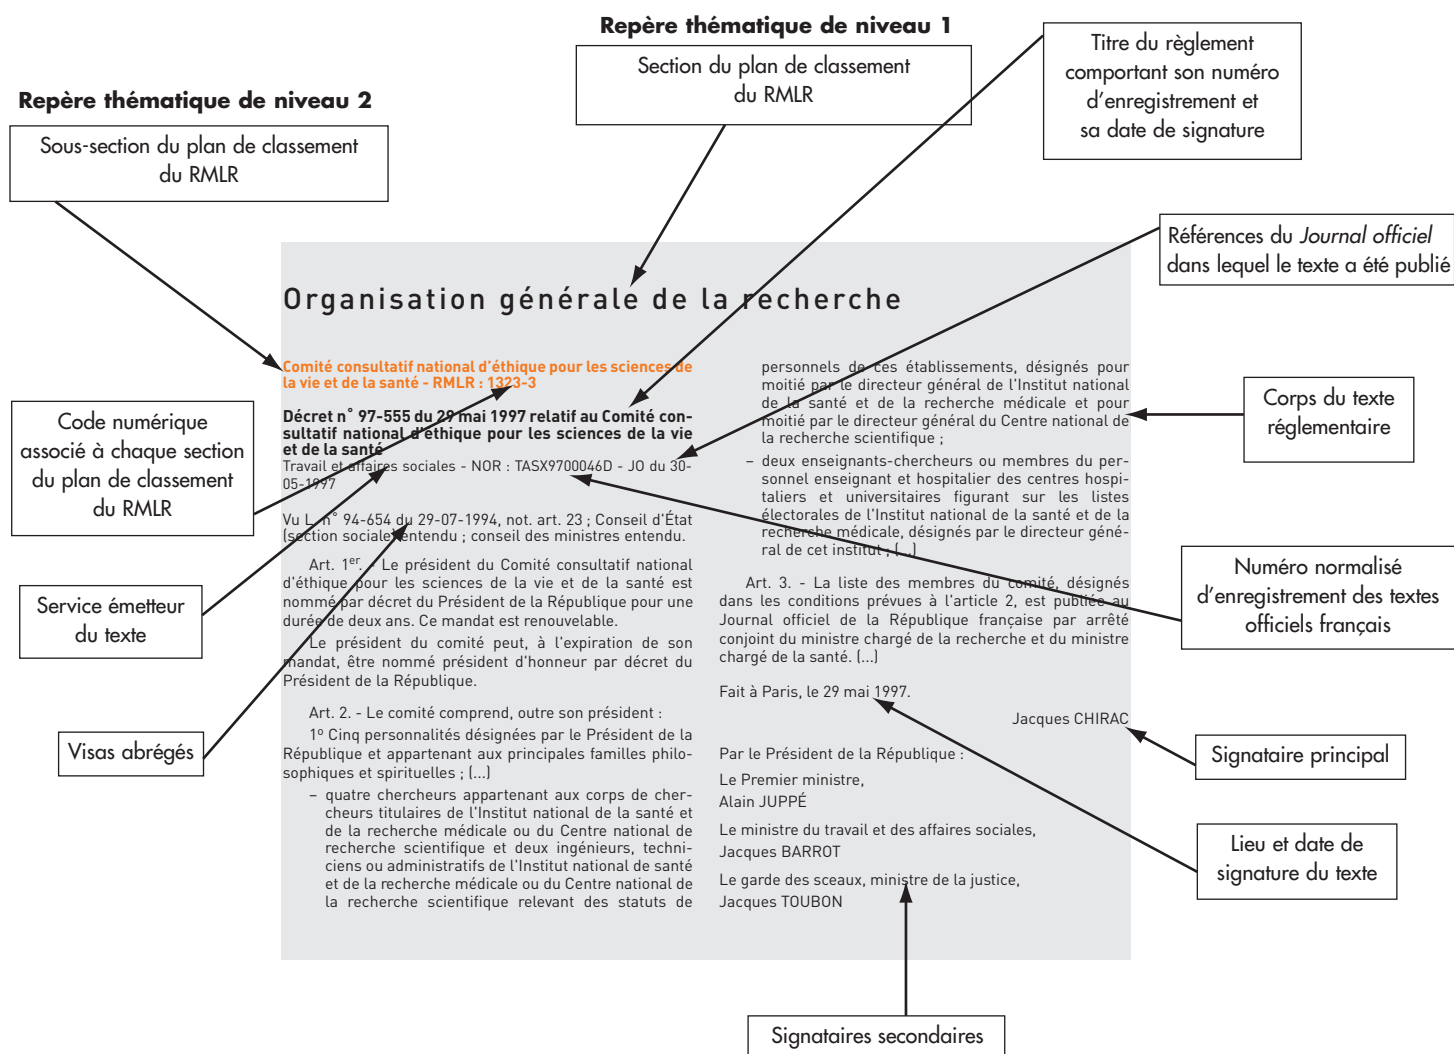 Repère thématique de niveau 1
Section du plan de classement
du RMLR
Titre du règlement
comportant son numéro
d'enregistrement et
sa date de signature
Repère thématique de niveau 2
Sous-section du plan de classement
du RMLR
Références du Journal officiel
dans lequel le texte a été publié
Organisation générale de la recherche
Comité consultatif national d'éthique pour les sciences de
la vie et de la santé - RMLR : 1323-3
Décret n° 97-555 du 29 mai 1997 relatif au Comité con-
sultatif national d'éthique pour les sciences de la vie
et de la santé
Travail et affaires sociales - NOR : TASX9700046D - JO du 30-
05-1997
Vu L. n° 94-654 du 29-07-1994, not. art. 23 ; Conseil d'État
(section sociale) entendu ; conseil des ministres entendu.
Art. 1er. - Le président du Comité consultatif national
d'éthique pour les sciences de la vie et de la santé est
nommé par décret du Président de la République pour une
durée de deux ans. Ce mandat est renouvelable.
Le président du comité peut, à l'expiration de son
mandat, être nommé président d'honneur par décret du
Président de la République.
Art. 2. - Le comité comprend, outre son président :
1º Cinq personnalités désignées par le Président de la
République et appartenant aux principales familles philo-
sophiques et spirituelles ; (...)
– quatre chercheurs appartenant aux corps de cher-
cheurs titulaires de l'Institut national de la santé et
de la recherche médicale ou du Centre national de
recherche scientifique et deux ingénieurs, techni-
ciens ou administratifs de l'Institut national de santé
et de la recherche médicale ou du Centre national de
la recherche scientifique relevant des statuts de
personnels de ces établissements, désignés pour
moitié par le directeur général de l'Institut national
de la santé et de la recherche médicale et pour
moitié par le directeur général du Centre national de
la recherche scientifique ;
– deux enseignants-chercheurs ou membres du per-
sonnel enseignant et hospitalier des centres hospi-
taliers et universitaires figurant sur les listes
électorales de l'Institut national de la santé et de la
recherche médicale, désignés par le directeur géné-
ral de cet institut ; (...)
Art. 3. - La liste des membres du comité, désignés
dans les conditions prévues à l'article 2, est publiée au
Journal officiel de la République française par arrêté
conjoint du ministre chargé de la recherche et du ministre
chargé de la santé. (...)
Fait à Paris, le 29 mai 1997.
Jacques CHIRAC
Par le Président de la République :
Le Premier ministre,
Alain JUPPÉ
Le ministre du travail et des affaires sociales,
Jacques BARROT
Le garde des sceaux, ministre de la justice,
Jacques TOUBON
Code numérique
associé à chaque section
du plan de classement
du RMLR
Service émetteur
du texte
Visas abrégés
Corps du texte
réglementaire
Numéro normalisé
d'enregistrement des textes
officiels français
Signataire principal
Lieu et date de
signature du texte
Signataires secondaires